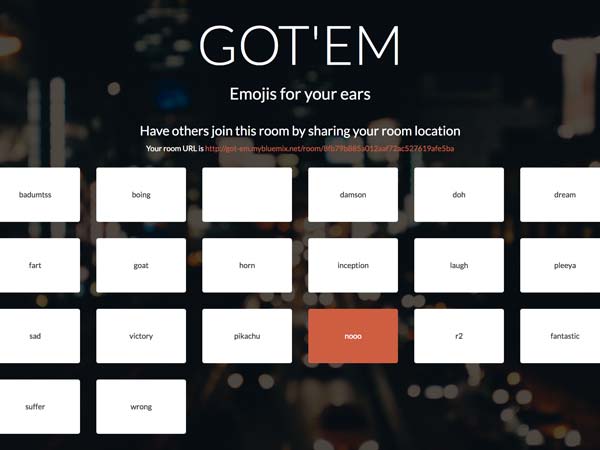 GOT'EM
Emojis for your ears
Have others join this room by sharing your room location
Your room URL is http://got-em.mybluemix.net/room/8fb79b885a012aaf72ac527619afe5ba
badumtss boing damson doh dream
fart goat horn inception laugh pleeya
sad victory pikachu nooo r2 fantastic
suffer wrong